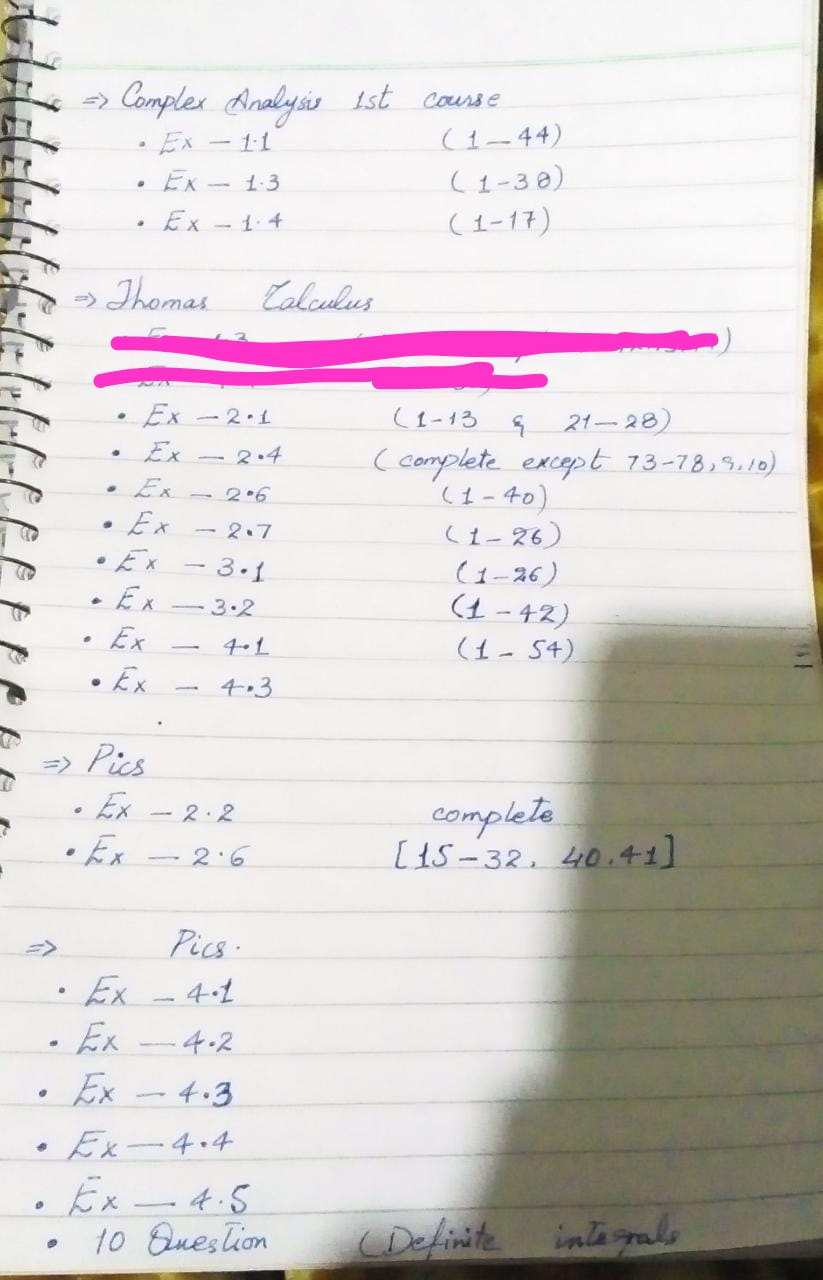 ⇒ Complex Analysis 1st course
• Ex – 1.1 (1–44)
• Ex – 1.3 (1–30)
• Ex – 1.4 (1–17)
⇒ Thomas Calculus
• Ex – 2.1 (1–13 & 21–28)
• Ex – 2.4 (complete except 73–78, 9,10)
• Ex – 2.6 (1–40)
• Ex – 2.7 (1–26)
• Ex – 3.1 (1–26)
• Ex – 3.2 (1–42)
• Ex – 4.1 (1–54)
• Ex – 4.3
⇒ Pics
• Ex – 2.2 complete
• Ex – 2.6 [15–32, 40.41]
⇒ Pics.
• Ex – 4.1
• Ex – 4.2
• Ex – 4.3
• Ex – 4.4
• Ex – 4.5
• 10 Question (Definite integrals